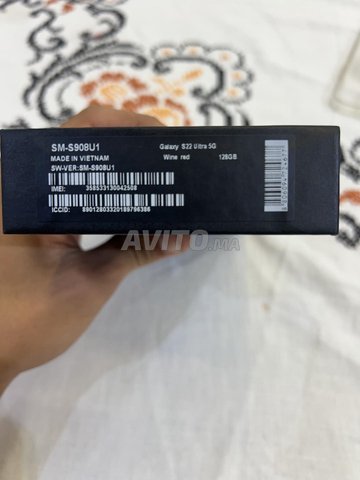 SM-S908U1
Galaxy S22 Ultra 5G
MADE IN VIETNAM
Wine red 128GB
SW-VER:SM-S908U1
IMEI: 358533130042508
ICCID: 89012803320189796386
AVITO.MA